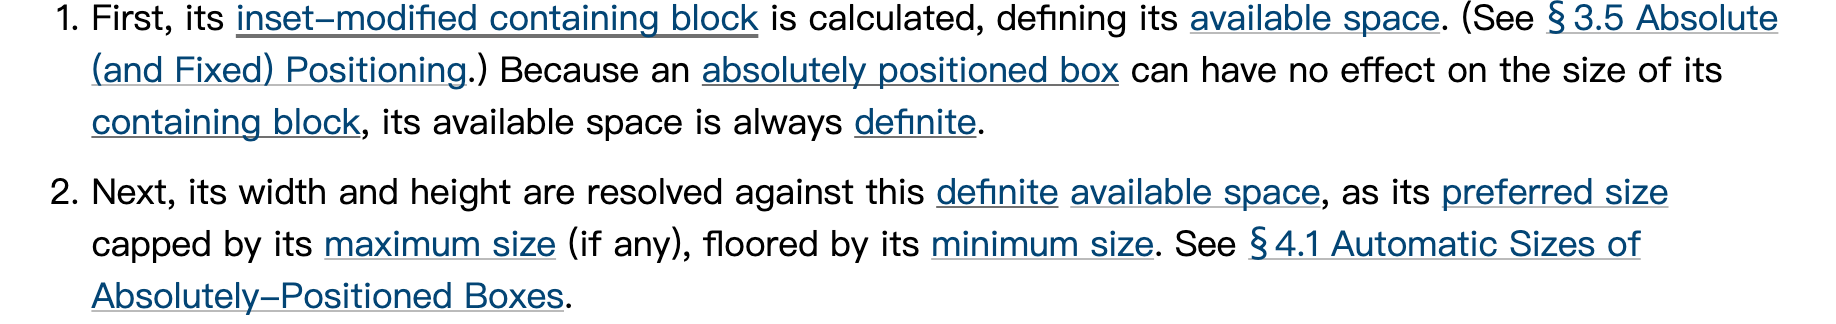 1. First, its inset–modified containing block is calculated, defining its available space. (See § 3.5 Absolute
(and Fixed) Positioning.) Because an absolutely positioned box can have no effect on the size of its
containing block, its available space is always definite.
2. Next, its width and height are resolved against this definite available space, as its preferred size
capped by its maximum size (if any), floored by its minimum size. See § 4.1 Automatic Sizes of
Absolutely–Positioned Boxes.